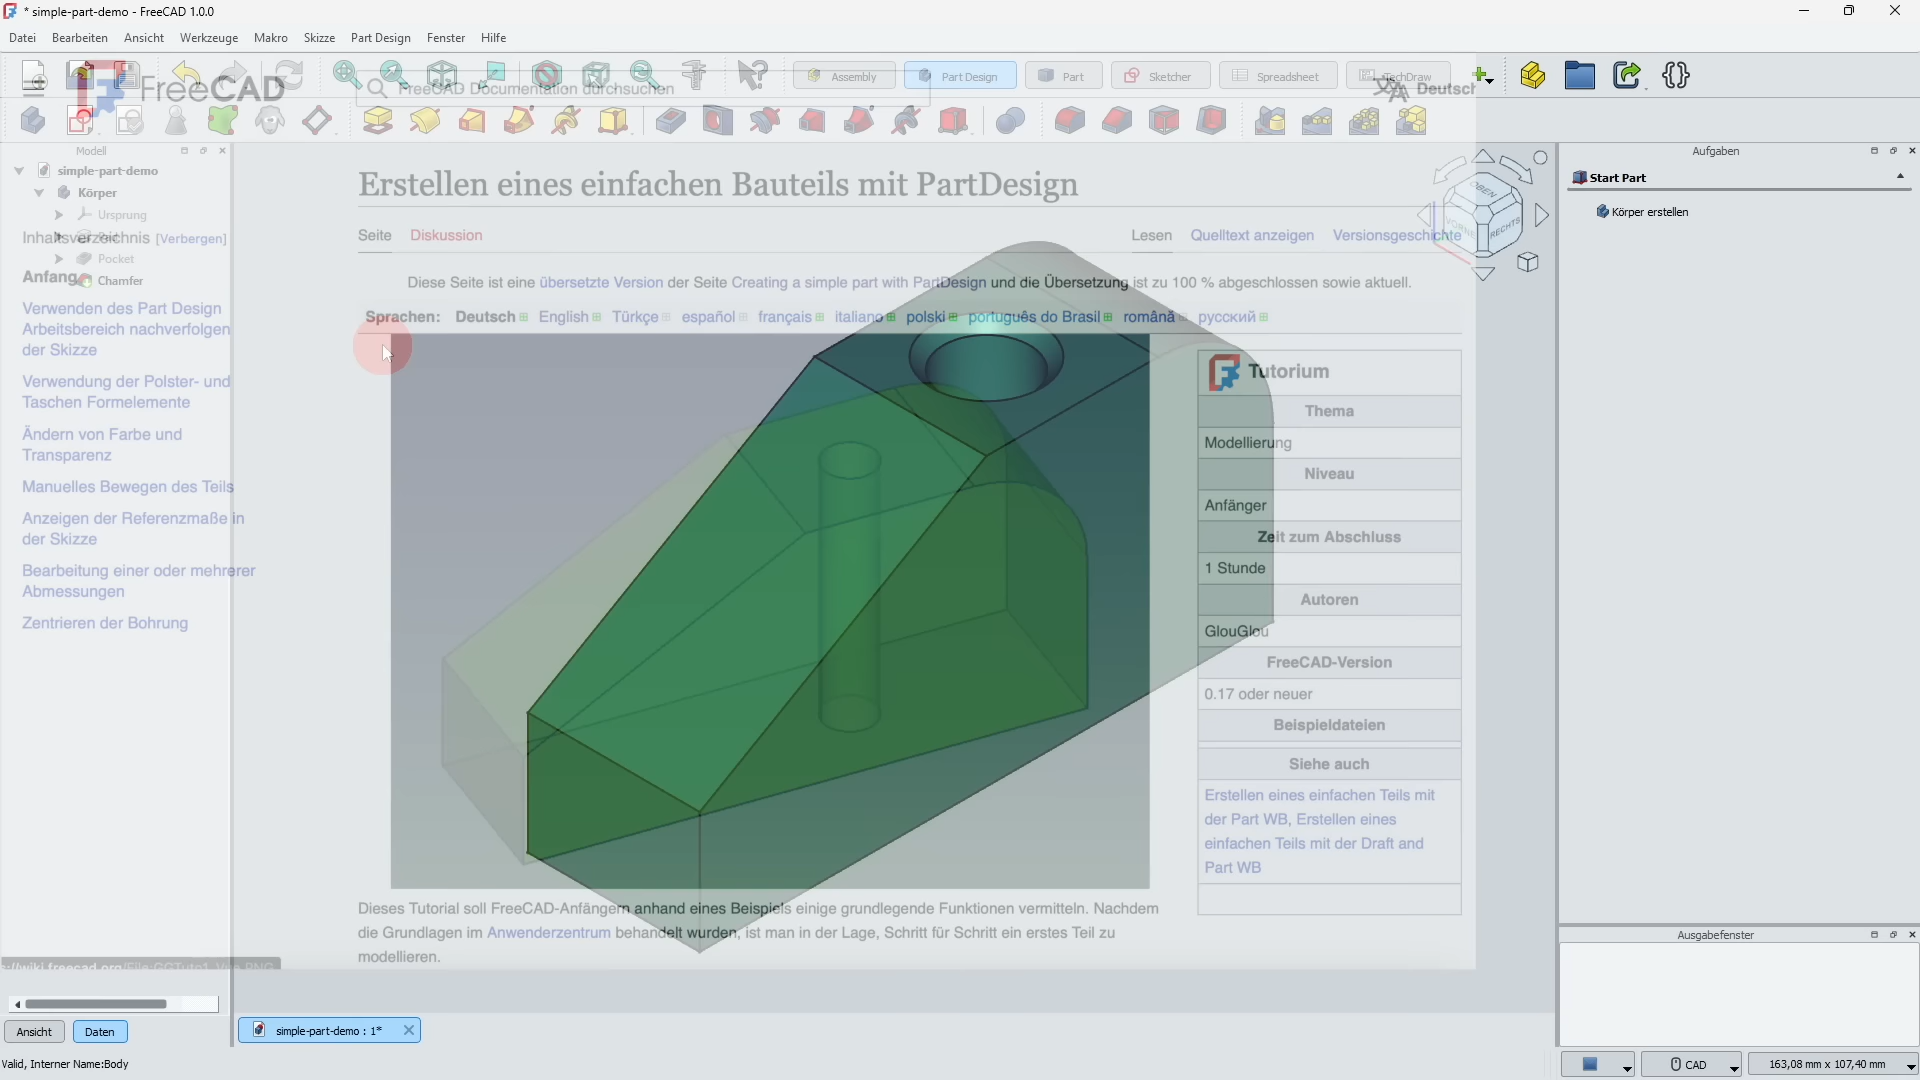 * simple-part-demo - FreeCAD 1.0.0
Datei Bearbeiten Ansicht Werkzeuge Makro Skizze Part Design Fenster Hilfe
Assembly Part Design Part Sketcher Spreadsheet TechDraw
FreeCAD
FreeCAD Documentation durchsuchen
Deutsch
Modell
simple-part-demo
Körper
Ursprung
Pocket
Chamfer
Inhaltsverzeichnis [Verbergen]
Anfang
Verwenden des Part Design
Arbeitsbereich nachverfolgen
der Skizze
Verwendung der Polster- und
Taschen Formelemente
Ändern von Farbe und
Transparenz
Manuelles Bewegen des Teils
Anzeigen der Referenzmaße in
der Skizze
Bearbeitung einer oder mehrerer
Abmessungen
Zentrieren der Bohrung
Erstellen eines einfachen Bauteils mit PartDesign
Seite Diskussion
Lesen Quelltext anzeigen Versionsgeschichte
Diese Seite ist eine übersetzte Version der Seite Creating a simple part with PartDesign und die Übersetzung ist zu 100 % abgeschlossen sowie aktuell.
Sprachen: Deutsch English Türkçe español français italiano polski português do Brasil română русский
Tutorium
Thema
Modellierung
Niveau
Anfänger
Zeit zum Abschluss
1 Stunde
Autoren
GlouGlou
FreeCAD-Version
0.17 oder neuer
Beispieldateien
Siehe auch
Erstellen eines einfachen Teils mit
der Part WB, Erstellen eines
einfachen Teils mit der Draft and
Part WB
Dieses Tutorial soll FreeCAD-Anfängern anhand eines Beispiels einige grundlegende Funktionen vermitteln. Nachdem
die Grundlagen im Anwenderzentrum behandelt wurden, ist man in der Lage, Schritt für Schritt ein erstes Teil zu
modellieren.
OBEN
VORNE
RECHTS
Aufgaben
Start Part
Körper erstellen
Ausgabefenster
Ansicht Daten
simple-part-demo : 1*
Valid, Interner Name:Body
CAD
163,08 mm x 107,40 mm